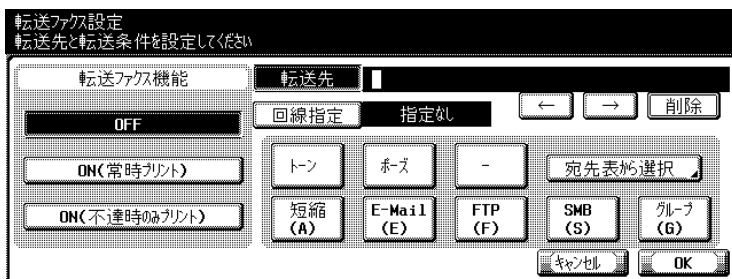 転送ファクス設定
転送先と転送条件を設定してください
転送ファクス機能
転送先
OFF
回線指定
指定なし
←
→
削除
ON(常時プリント)
トーン
ポーズ
-
宛先表から選択
ON(不達時のみプリント)
短縮
(A)
E-Mail
(E)
FTP
(F)
SMB
(S)
グループ
(G)
キャンセル
OK